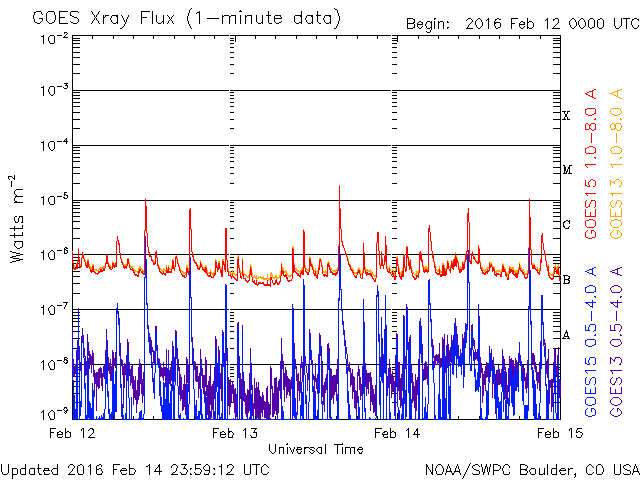 GOES Xray Flux (1-minute data)
Begin: 2016 Feb 12 0000 UTC
10⁻²
10⁻³
10⁻⁴
10⁻⁵
10⁻⁶
10⁻⁷
10⁻⁸
10⁻⁹
Watts m⁻²
X
M
C
B
A
GOES15 1.0-8.0 A
GOES13 1.0-8.0 A
GOES15 0.5-4.0 A
GOES13 0.5-4.0 A
Feb 12 Feb 13 Feb 14 Feb 15
Universal Time
Updated 2016 Feb 14 23:59:12 UTC NOAA/SWPC Boulder, CO USA